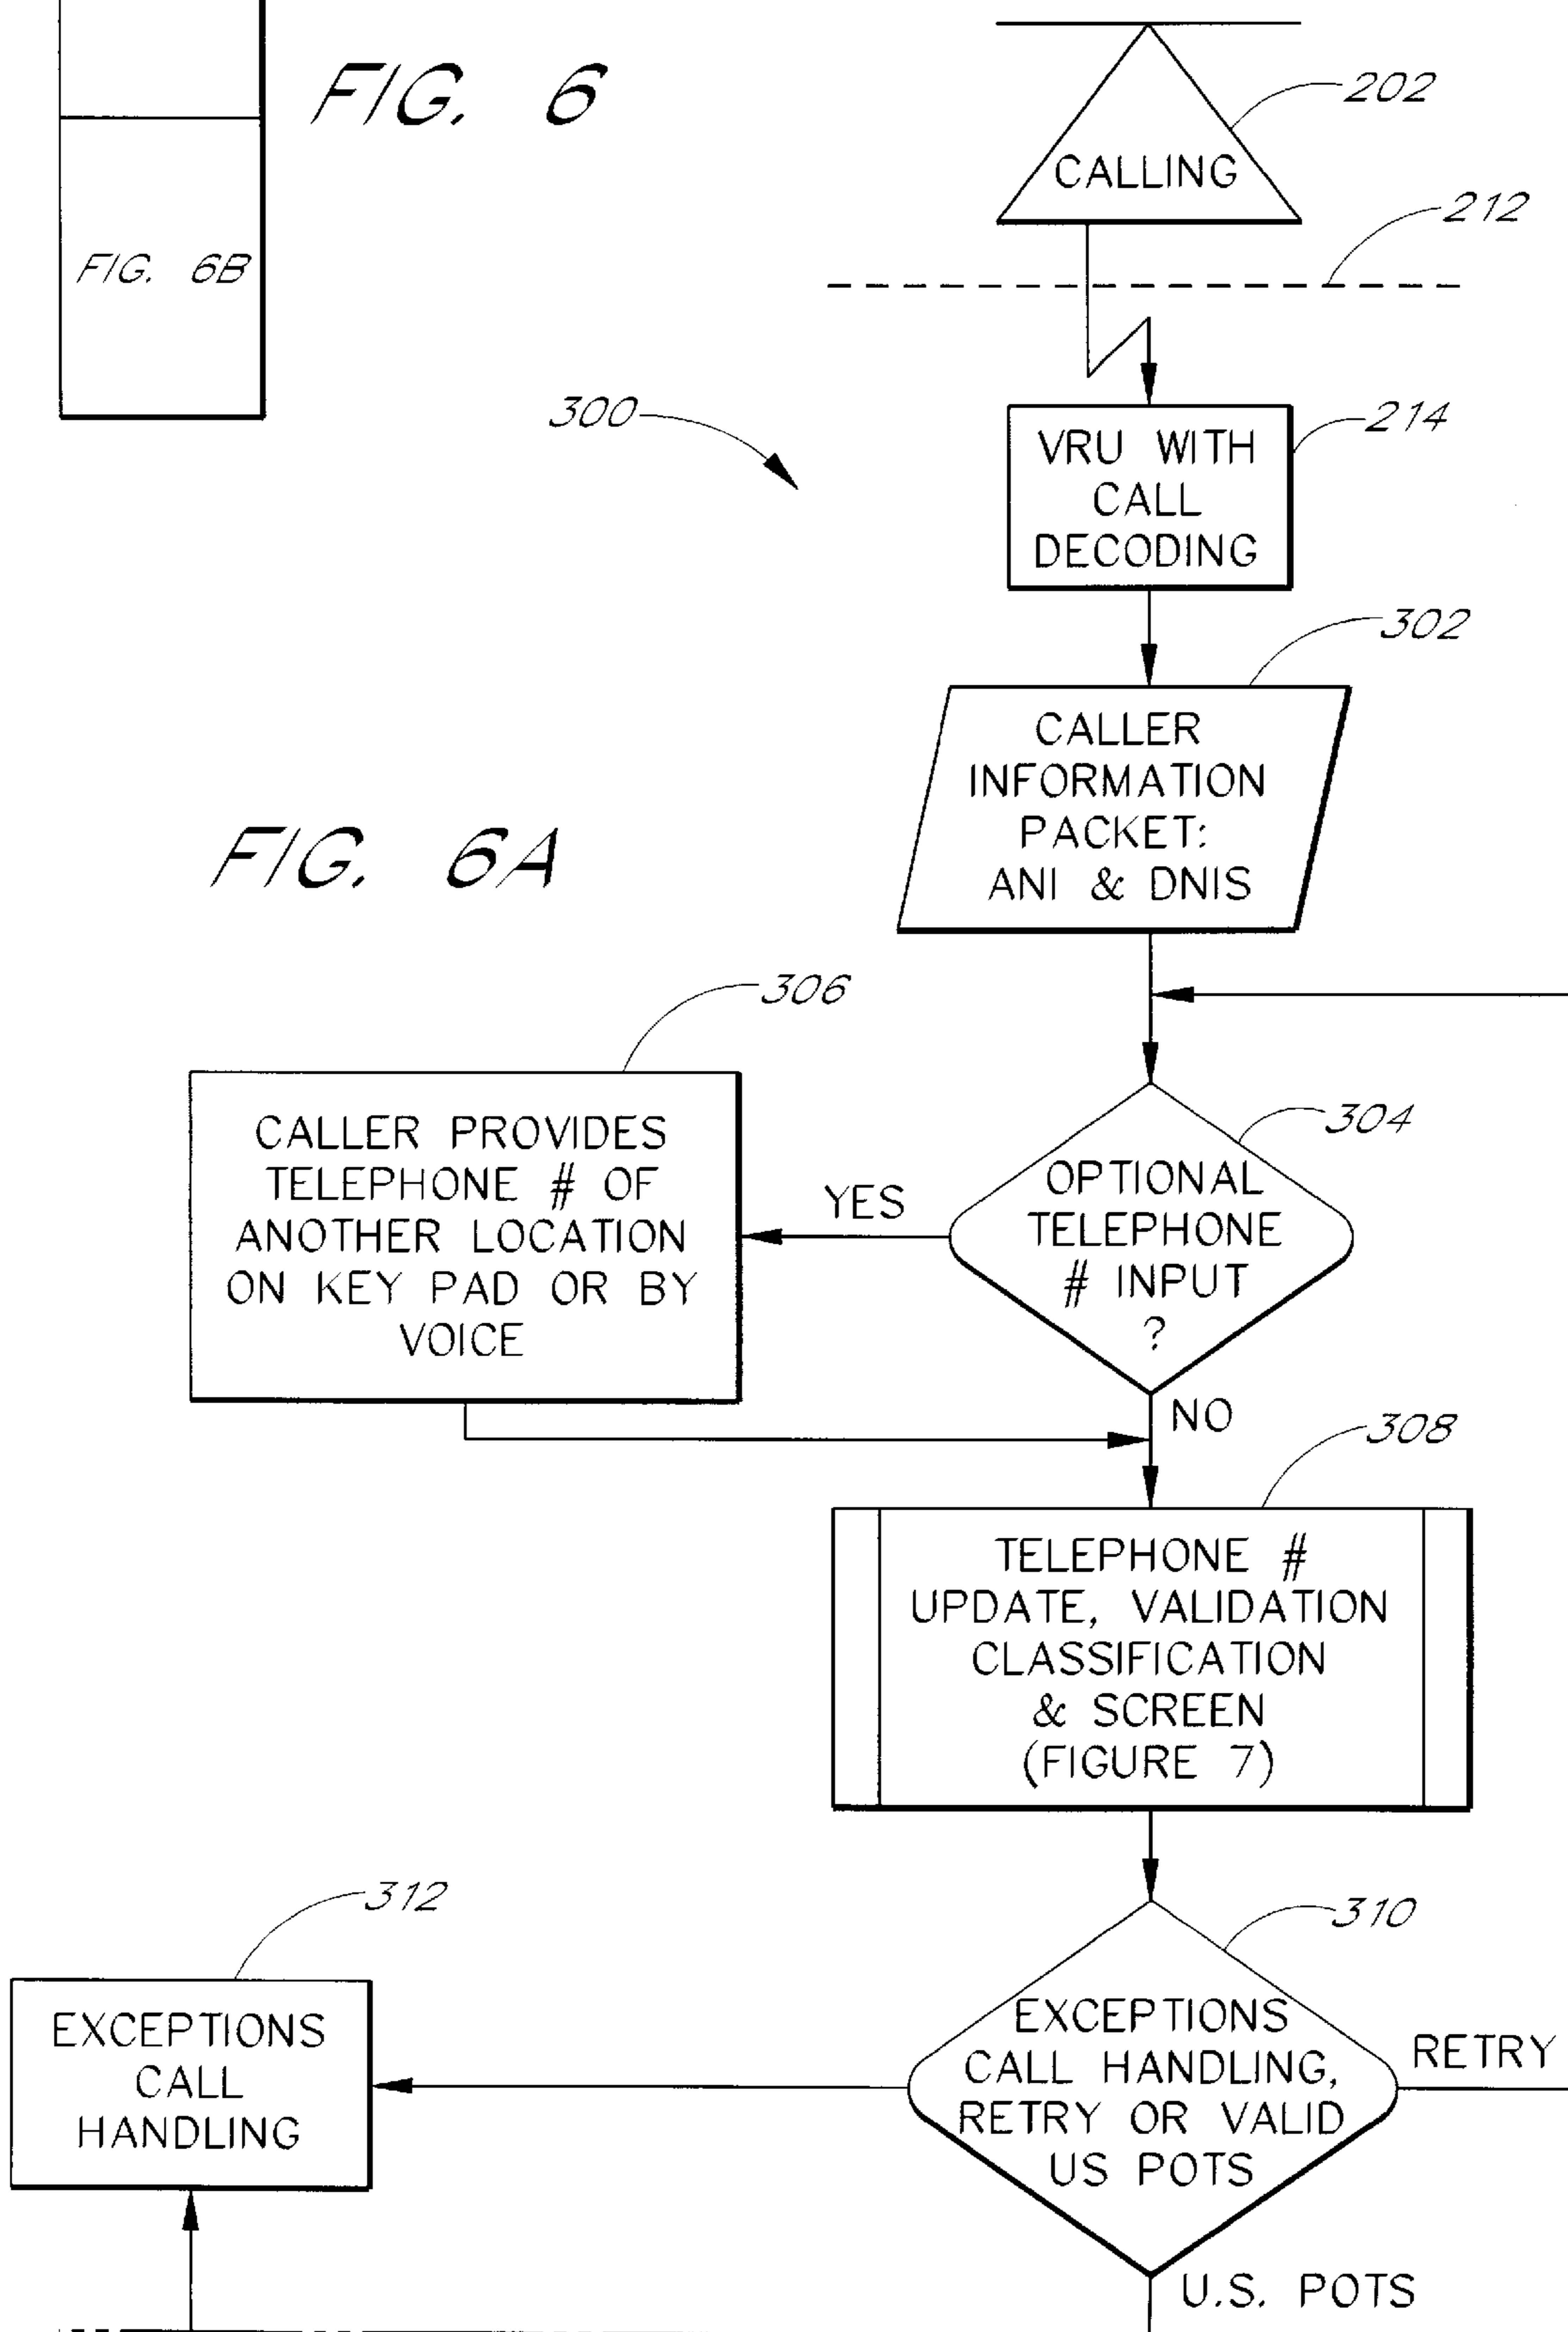 FIG. 6
FIG. 6B
202
CALLING
212
300
214
VRU WITH
CALL
DECODING
302
CALLER
INFORMATION
PACKET:
ANI & DNIS
FIG. 6A
306
CALLER PROVIDES
TELEPHONE # OF
ANOTHER LOCATION
ON KEY PAD OR BY
VOICE
YES
304
OPTIONAL
TELEPHONE
# INPUT
?
NO
308
TELEPHONE #
UPDATE, VALIDATION
CLASSIFICATION
& SCREEN
(FIGURE 7)
312
EXCEPTIONS
CALL
HANDLING
310
EXCEPTIONS
CALL HANDLING,
RETRY OR VALID
US POTS
RETRY
U.S. POTS